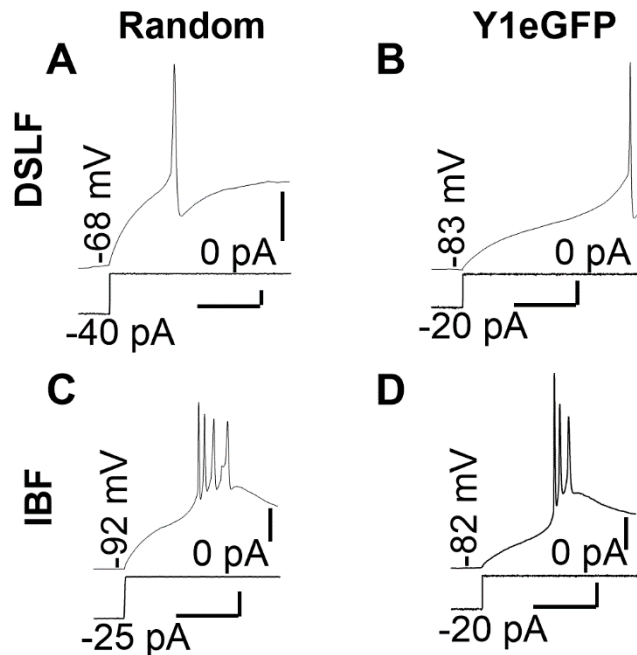 Random
Y1eGFP
A
B
DSLF
-68 mV
0 pA
-40 pA
-83 mV
0 pA
-20 pA
C
D
IBF
-92 mV
0 pA
-25 pA
-82 mV
0 pA
-20 pA